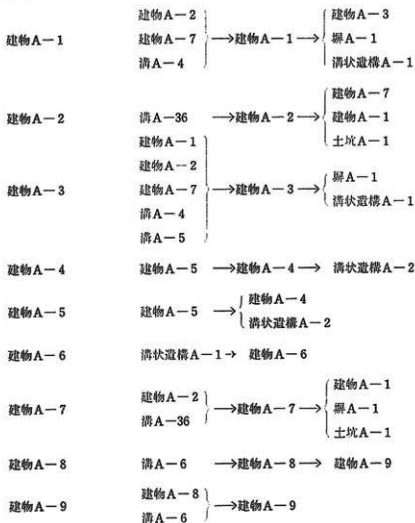 建物A－2
建物A－1 建物A－7 →建物A－1→ 建物A－3
溝A－4 塀A－1
溝状遺構A－1
建物A－7
建物A－2 溝A－36 →建物A－2→ 建物A－1
土坑A－1
建物A－1
建物A－2
建物A－3 建物A－7 →建物A－3→ 塀A－1
溝A－4 溝状遺構A－1
溝A－5
建物A－4 建物A－5 →建物A－4→ 溝状遺構A－2
建物A－5 建物A－5 → 建物A－4
溝状遺構A－2
建物A－6 溝状遺構A－1→ 建物A－6
建物A－2 建物A－1
建物A－7 溝A－36 →建物A－7→ 塀A－1
土坑A－1
建物A－8 溝A－6 →建物A－8→ 建物A－9
建物A－9 建物A－8 →建物A－9
溝A－6